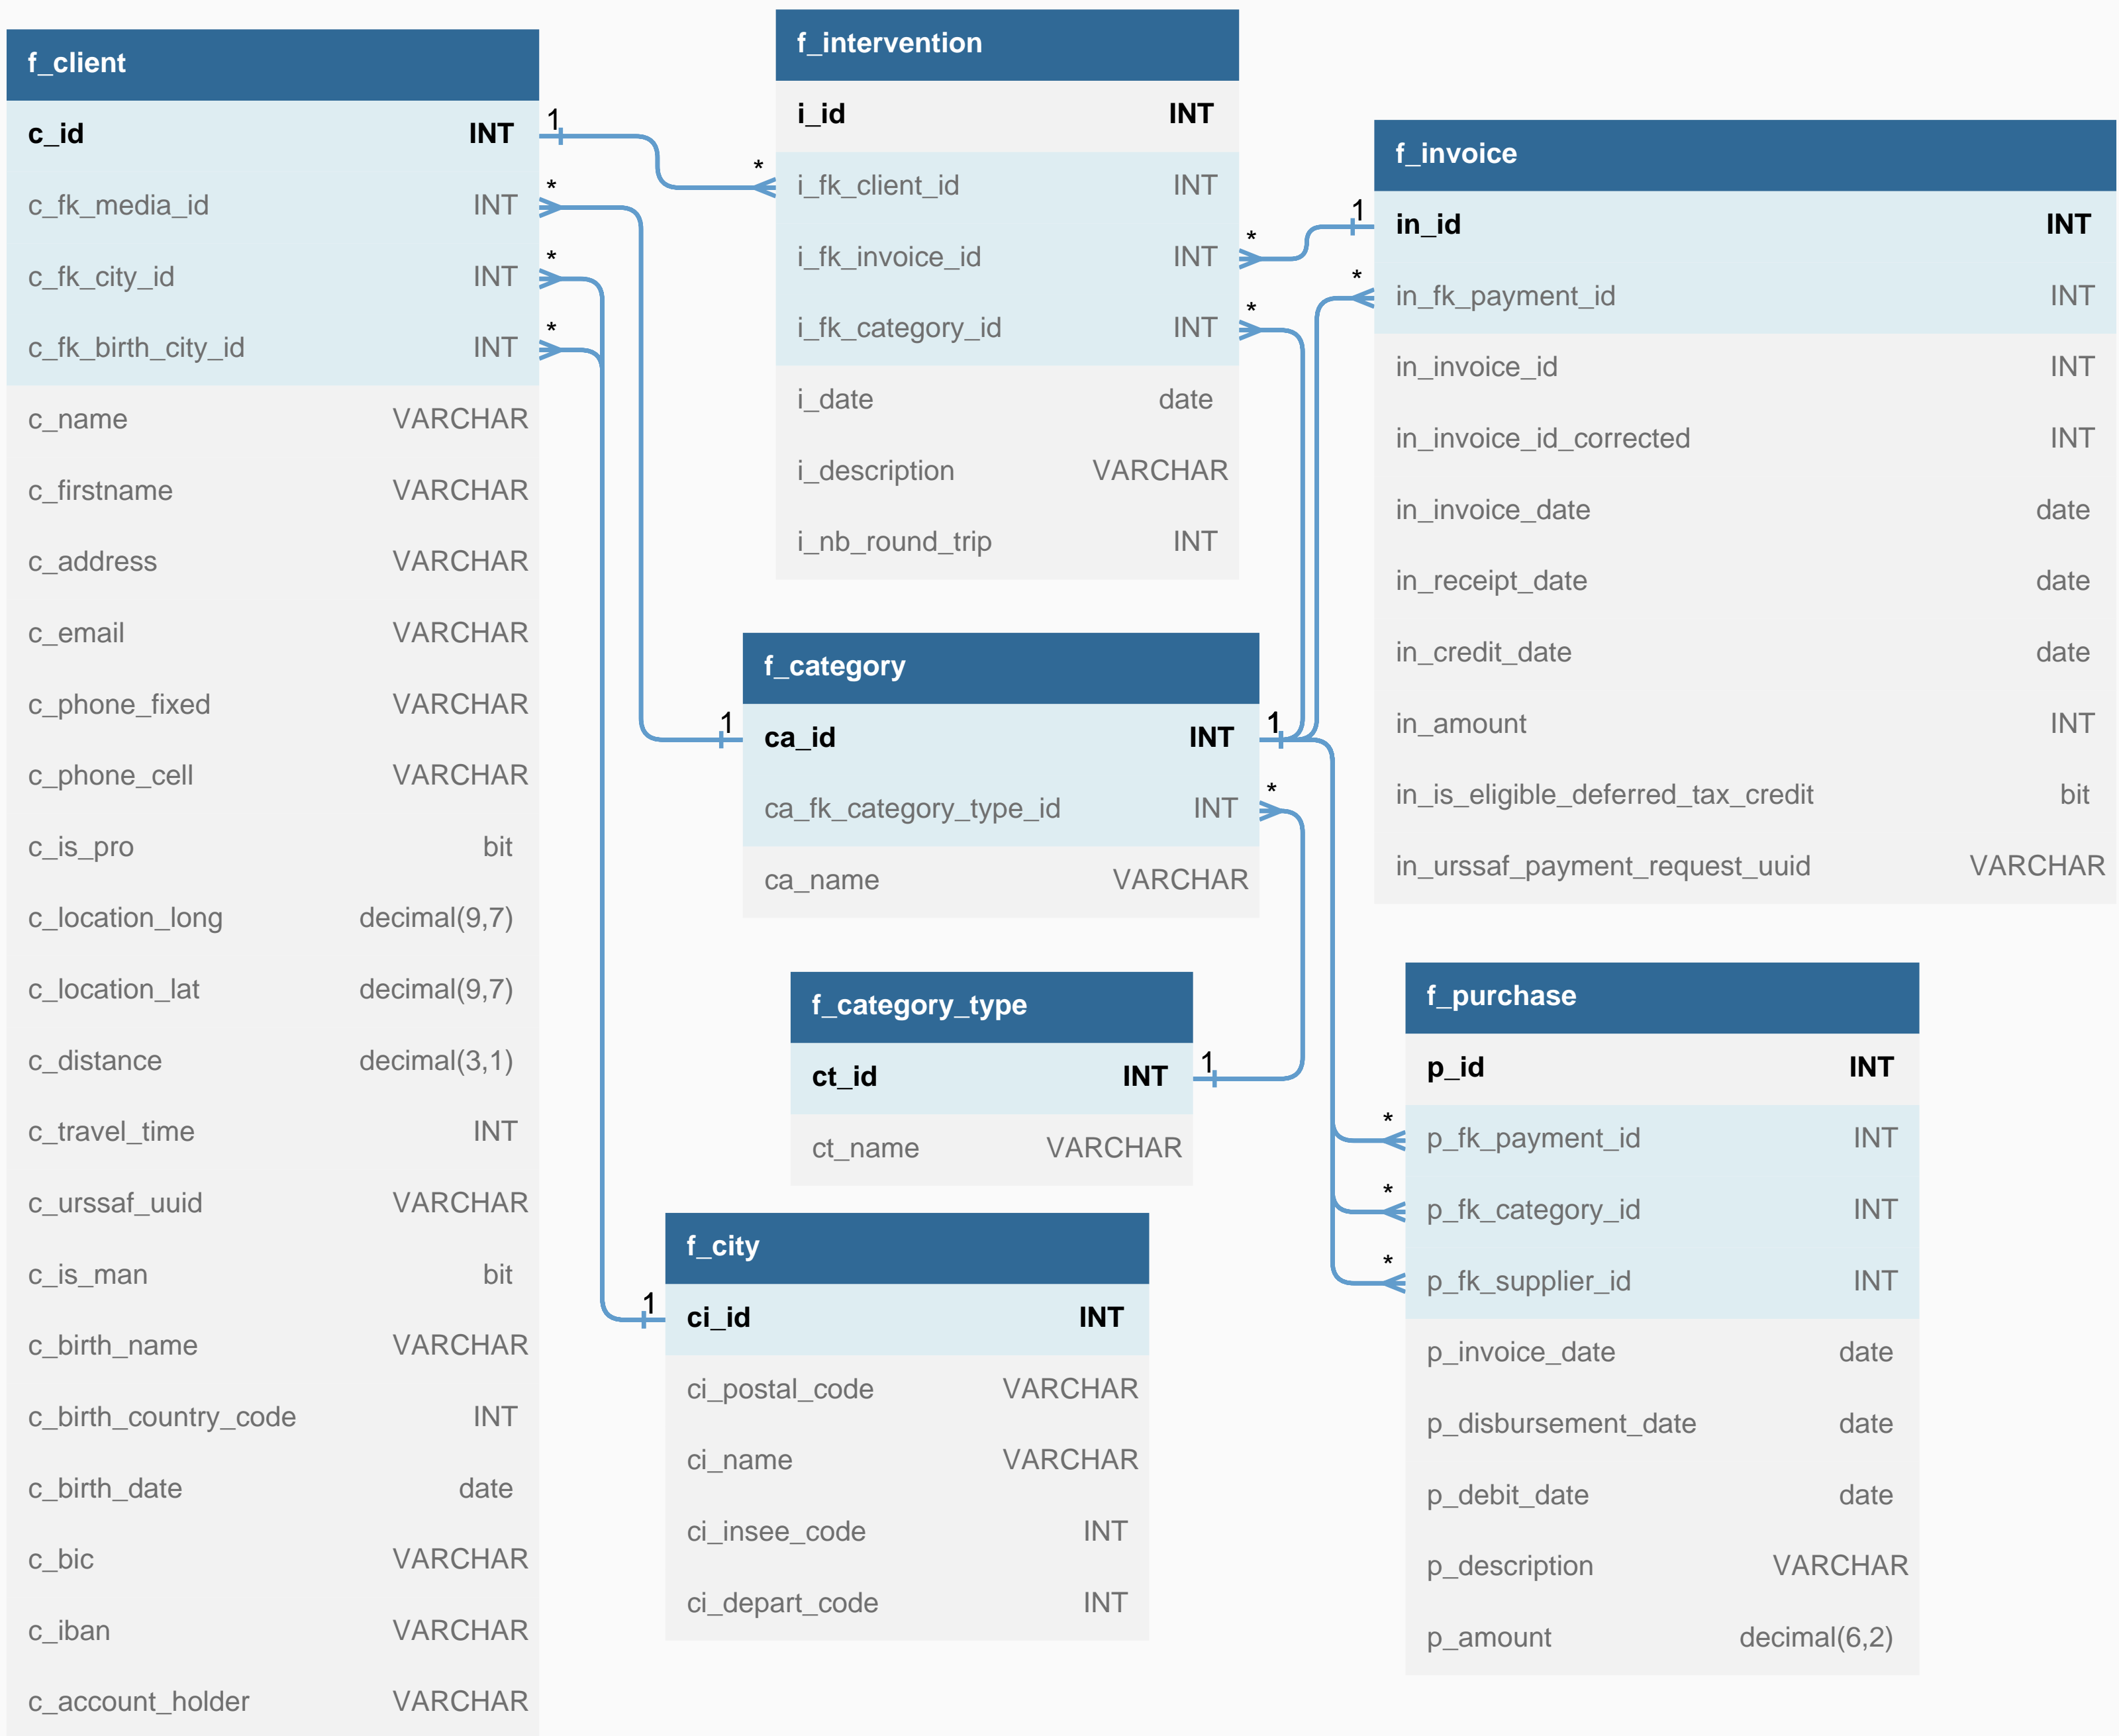 f_client
c_id INT
c_fk_media_id INT
c_fk_city_id INT
c_fk_birth_city_id INT
c_name VARCHAR
c_firstname VARCHAR
c_address VARCHAR
c_email VARCHAR
c_phone_fixed VARCHAR
c_phone_cell VARCHAR
c_is_pro bit
c_location_long decimal(9,7)
c_location_lat decimal(9,7)
c_distance decimal(3,1)
c_travel_time INT
c_urssaf_uuid VARCHAR
c_is_man bit
c_birth_name VARCHAR
c_birth_country_code INT
c_birth_date date
c_bic VARCHAR
c_iban VARCHAR
c_account_holder VARCHAR
1
*
*
*
f_intervention
i_id INT
* i_fk_client_id INT
i_fk_invoice_id INT *
i_fk_category_id INT *
i_date date
i_description VARCHAR
i_nb_round_trip INT
f_category
1 ca_id INT 1
ca_fk_category_type_id INT *
ca_name VARCHAR
f_category_type
ct_id INT 1
ct_name VARCHAR
f_city
1 ci_id INT
ci_postal_code VARCHAR
ci_name VARCHAR
ci_insee_code INT
ci_depart_code INT
f_invoice
1 in_id INT
* in_fk_payment_id INT
in_invoice_id INT
in_invoice_id_corrected INT
in_invoice_date date
in_receipt_date date
in_credit_date date
in_amount INT
in_is_eligible_deferred_tax_credit bit
in_urssaf_payment_request_uuid VARCHAR
f_purchase
p_id INT
* p_fk_payment_id INT
* p_fk_category_id INT
* p_fk_supplier_id INT
p_invoice_date date
p_disbursement_date date
p_debit_date date
p_description VARCHAR
p_amount decimal(6,2)